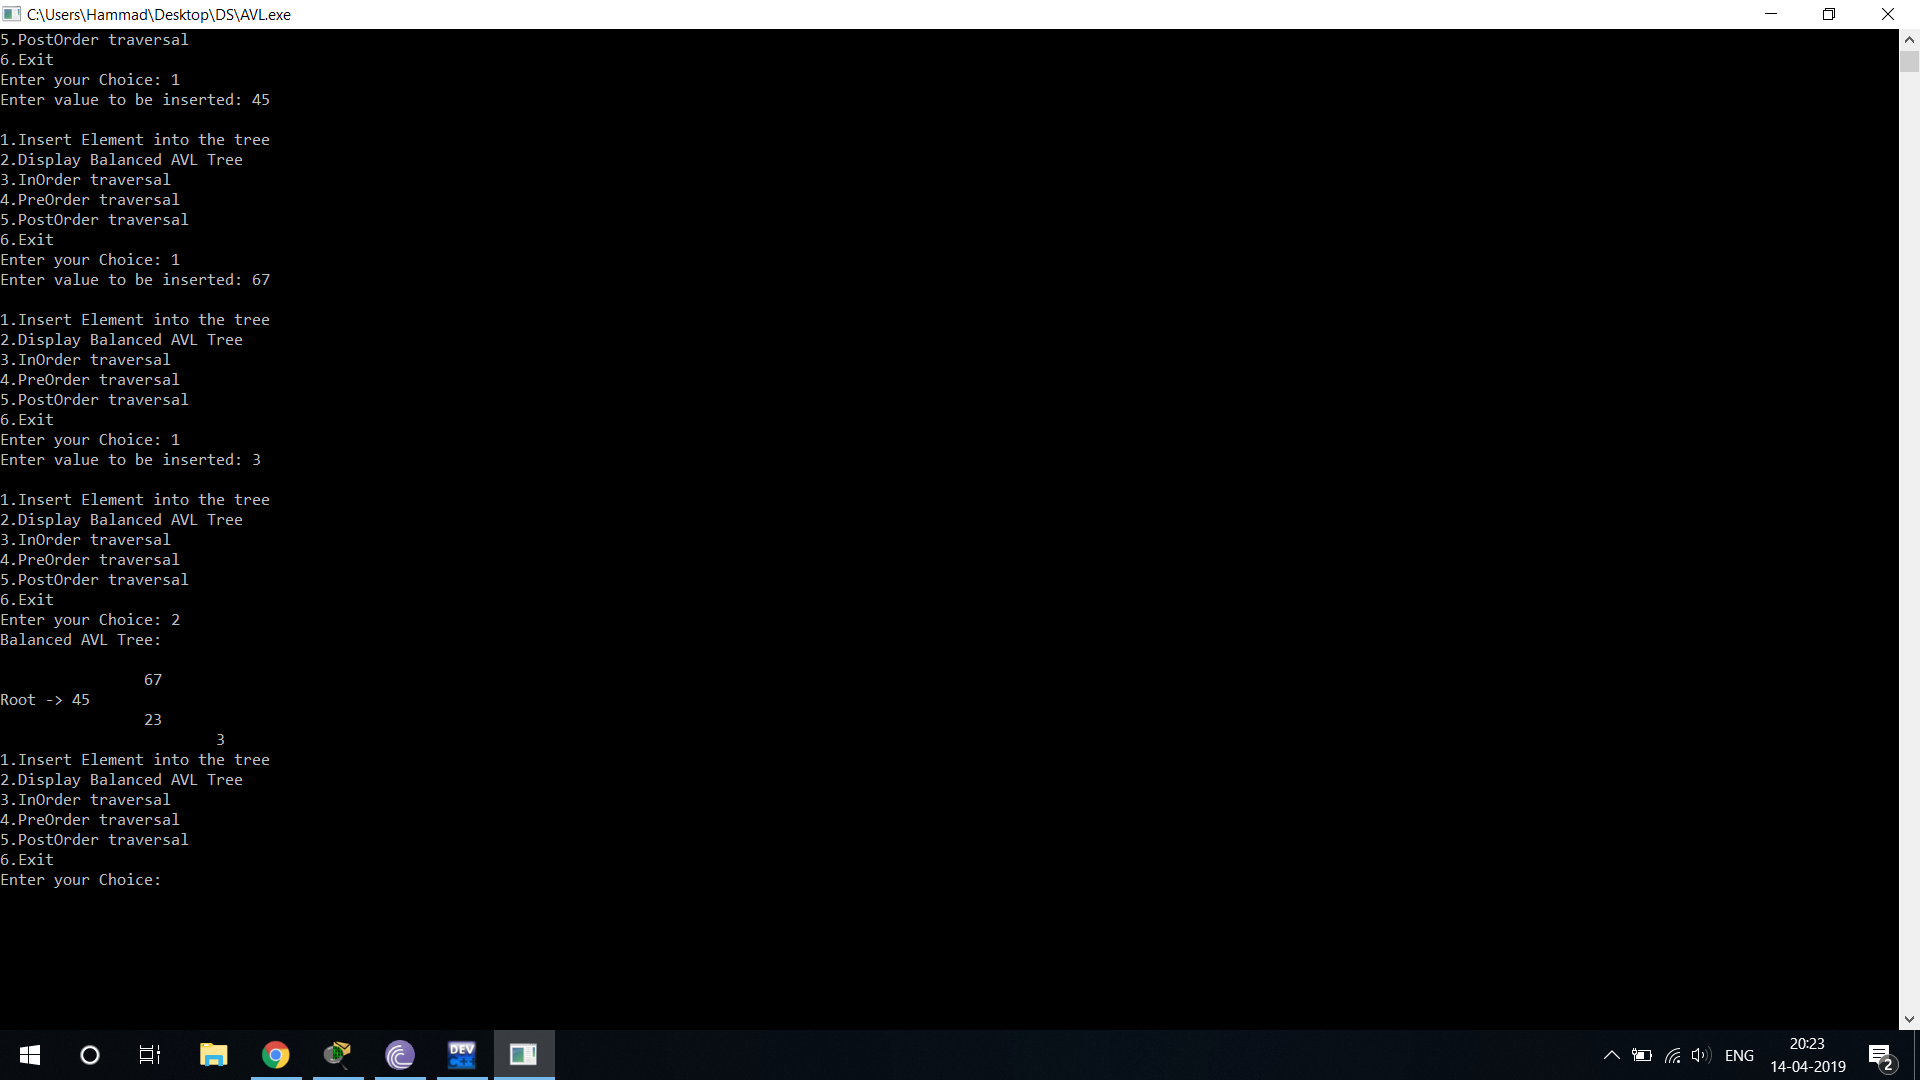 C:\Users\Hammad\Desktop\DS\AVL.exe
5.PostOrder traversal
6.Exit
Enter your Choice: 1
Enter value to be inserted: 45

1.Insert Element into the tree
2.Display Balanced AVL Tree
3.InOrder traversal
4.PreOrder traversal
5.PostOrder traversal
6.Exit
Enter your Choice: 1
Enter value to be inserted: 67

1.Insert Element into the tree
2.Display Balanced AVL Tree
3.InOrder traversal
4.PreOrder traversal
5.PostOrder traversal
6.Exit
Enter your Choice: 1
Enter value to be inserted: 3

1.Insert Element into the tree
2.Display Balanced AVL Tree
3.InOrder traversal
4.PreOrder traversal
5.PostOrder traversal
6.Exit
Enter your Choice: 2
Balanced AVL Tree:

                67
Root -> 45
                23
                        3
1.Insert Element into the tree
2.Display Balanced AVL Tree
3.InOrder traversal
4.PreOrder traversal
5.PostOrder traversal
6.Exit
Enter your Choice:
DEV
C++
ENG
20:23
14-04-2019
2